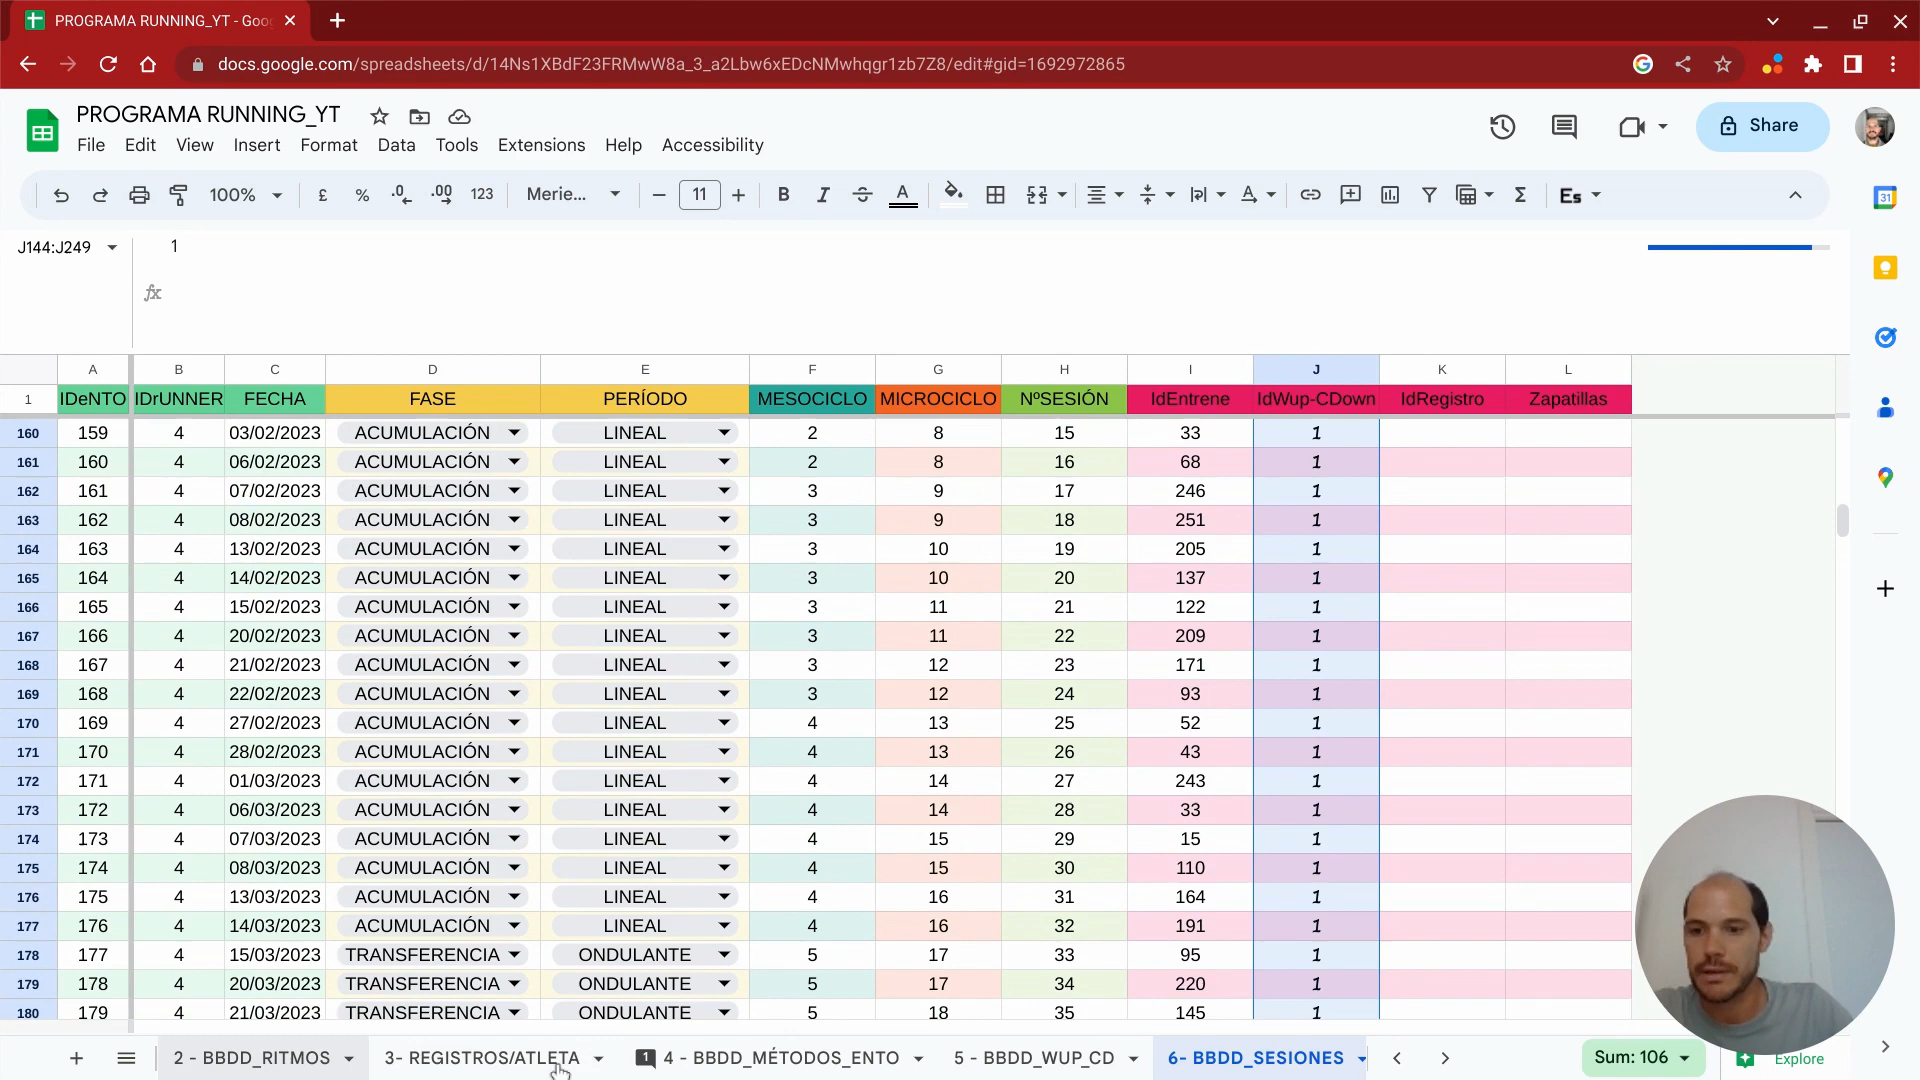 PROGRAMA RUNNING_YT - Goo
docs.google.com/spreadsheets/d/14Ns1XBdF23FRMwW8a_3_a2Lbw6xEDcNMwhqgr1zb7Z8/edit#gid=1692972865
PROGRAMA RUNNING_YT
File Edit View Insert Format Data Tools Extensions Help Accessibility
Share
100% £ % .0 .00 123 Merie... 11 B I S A Σ Es
31
J144:J249 1
fx
A B C D E F G H I J K L
1 IDeNTO IDrUNNER FECHA FASE PERÍODO MESOCICLO MICROCICLO NºSESIÓN IdEntrene IdWup-CDown IdRegistro Zapatillas
160 159 4 03/02/2023 ACUMULACIÓN LINEAL 2 8 15 33 1
161 160 4 06/02/2023 ACUMULACIÓN LINEAL 2 8 16 68 1
162 161 4 07/02/2023 ACUMULACIÓN LINEAL 3 9 17 246 1
163 162 4 08/02/2023 ACUMULACIÓN LINEAL 3 9 18 251 1
164 163 4 13/02/2023 ACUMULACIÓN LINEAL 3 10 19 205 1
165 164 4 14/02/2023 ACUMULACIÓN LINEAL 3 10 20 137 1
166 165 4 15/02/2023 ACUMULACIÓN LINEAL 3 11 21 122 1
167 166 4 20/02/2023 ACUMULACIÓN LINEAL 3 11 22 209 1
168 167 4 21/02/2023 ACUMULACIÓN LINEAL 3 12 23 171 1
169 168 4 22/02/2023 ACUMULACIÓN LINEAL 3 12 24 93 1
170 169 4 27/02/2023 ACUMULACIÓN LINEAL 4 13 25 52 1
171 170 4 28/02/2023 ACUMULACIÓN LINEAL 4 13 26 43 1
172 171 4 01/03/2023 ACUMULACIÓN LINEAL 4 14 27 243 1
173 172 4 06/03/2023 ACUMULACIÓN LINEAL 4 14 28 33 1
174 173 4 07/03/2023 ACUMULACIÓN LINEAL 4 15 29 15 1
175 174 4 08/03/2023 ACUMULACIÓN LINEAL 4 15 30 110 1
176 175 4 13/03/2023 ACUMULACIÓN LINEAL 4 16 31 164 1
177 176 4 14/03/2023 ACUMULACIÓN LINEAL 4 16 32 191 1
178 177 4 15/03/2023 TRANSFERENCIA ONDULANTE 5 17 33 95 1
179 178 4 20/03/2023 TRANSFERENCIA ONDULANTE 5 17 34 220 1
180 179 4 21/03/2023 TRANSFERENCIA ONDULANTE 5 18 35 145 1
2 - BBDD_RITMOS 3- REGISTROS/ATLETA 1 4 - BBDD_MÉTODOS_ENTO 5 - BBDD_WUP_CD 6- BBDD_SESIONES Sum: 106 Explore